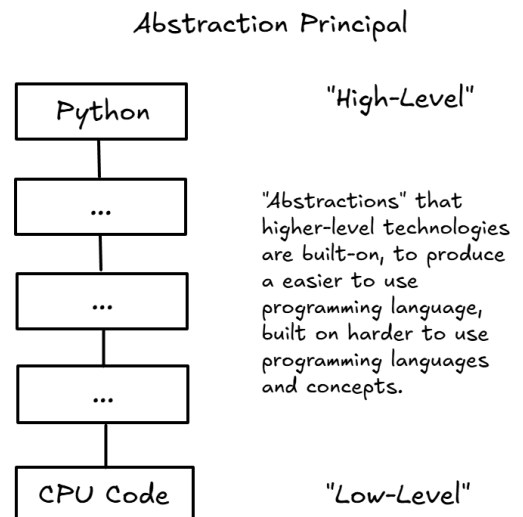 Abstraction Principal
Python
"High-Level"
...
"Abstractions" that
higher-level technologies
are built-on, to produce
a easier to use
programming language,
built on harder to use
programming languages
and concepts.
...
...
CPU Code
"Low-Level"